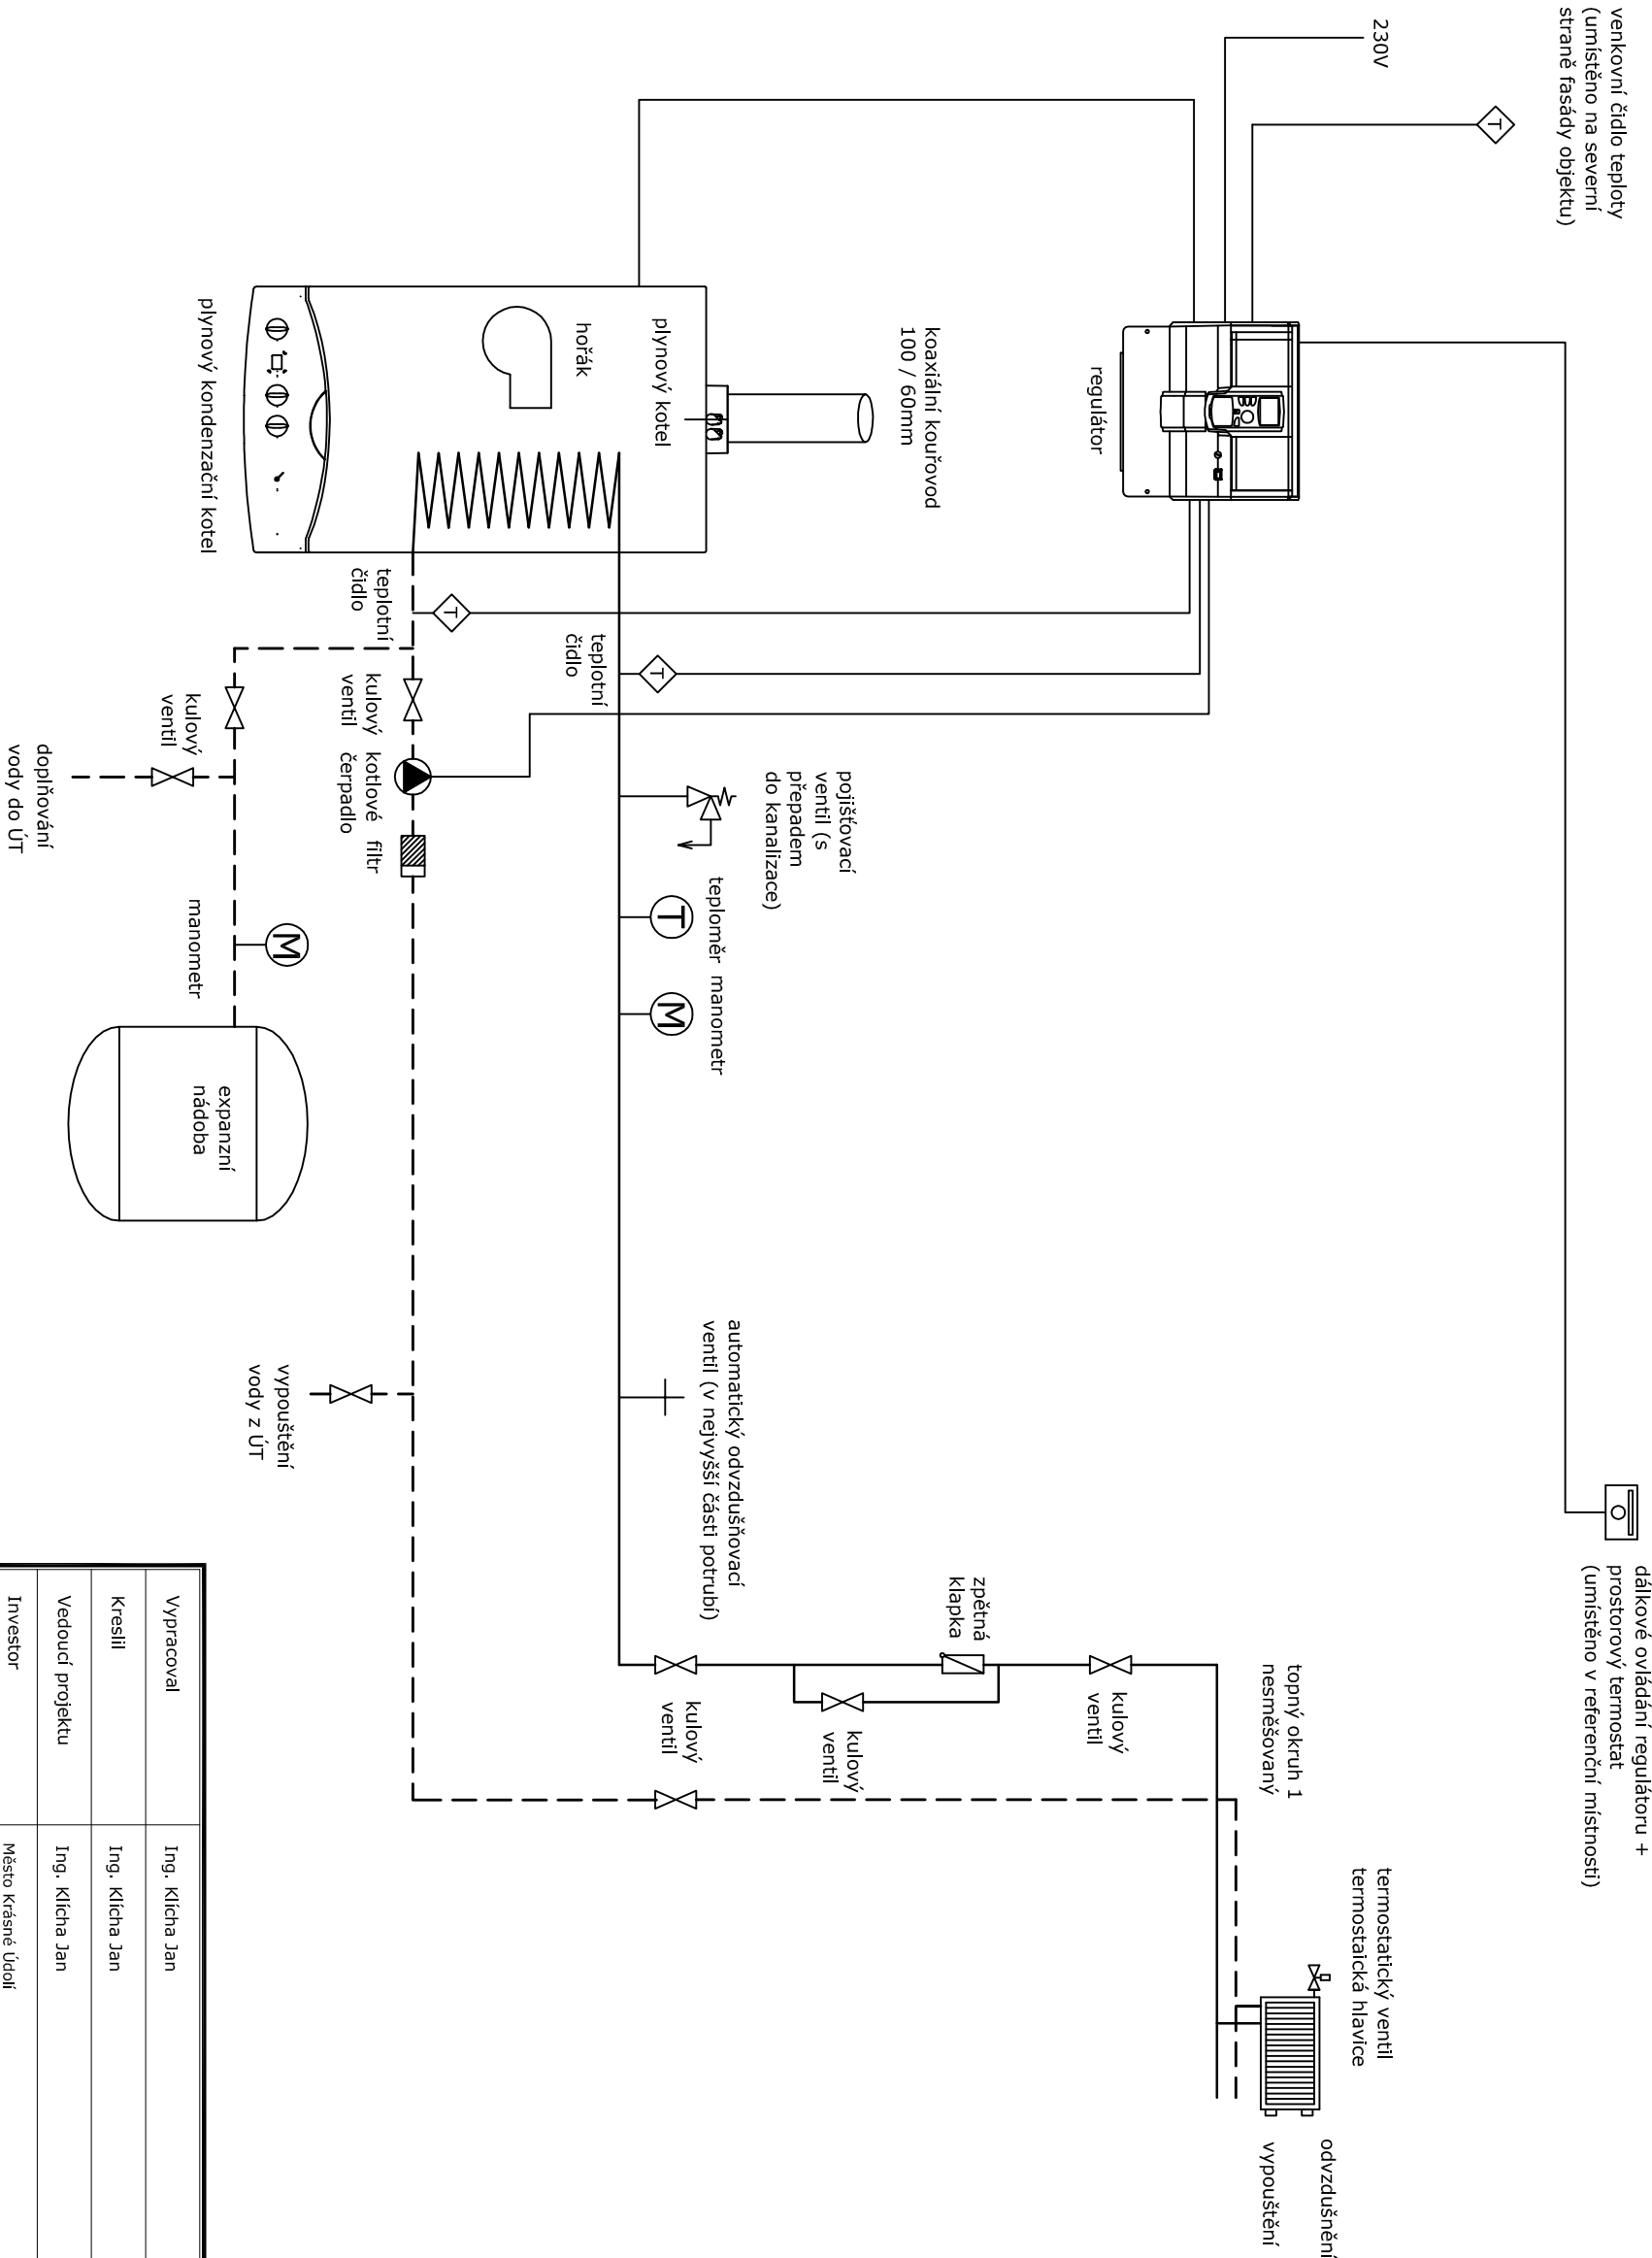 venkovní čidlo teploty
(umístěno na severní
straně fasády objektu)
230V
T
regulátor
dálkové ovládání regulátoru +
prostorový termostat
(umístěno v referenční místnosti)
koaxiální kouřovod
100 / 60mm
plynový kotel
hořák
plynový kondenzační kotel
teplotní
čidlo
T
teplotní
čidlo
T
pojišťovací
ventil (s
přepadem
do kanalizace)
teploměr
T
manometr
M
automatický odvzdušňovací
ventil (v nejvyšší části potrubí)
kulový
ventil
kotlové
čerpadlo
filtr
kulový
ventil
doplňování
vody do ÚT
manometr
M
expanzní
nádoba
vypouštění
vody z ÚT
zpětná
klapka
kulový
ventil
kulový
ventil
kulový
ventil
topný okruh 1
nesměšovaný
termostatický ventil
termostaická hlavice
odvzdušnění
vypouštění
Vypracoval
Ing. Klícha Jan
Kreslil
Ing. Klícha Jan
Vedoucí projektu
Ing. Klícha Jan
Investor
Město Krásné Údolí